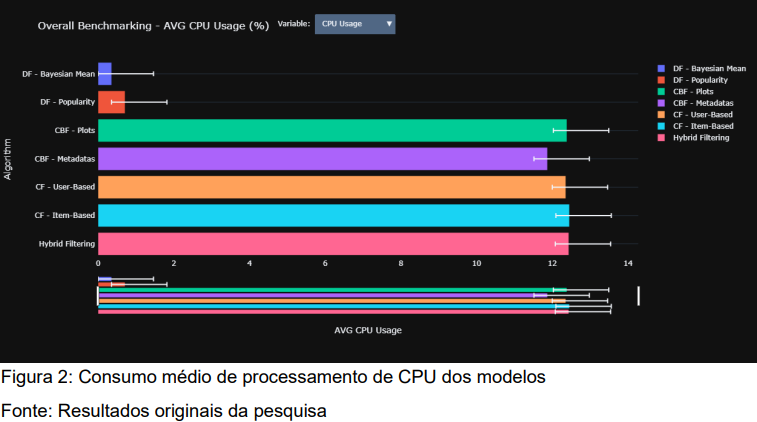 Overall Benchmarking - AVG CPU Usage (%) Variable: CPU Usage
DF - Bayesian Mean
DF - Popularity
CBF - Plots
CBF - Metadatas
CF - User-Based
CF - Item-Based
Hybrid Filtering
Algorithm
0 2 4 6 8 10 12 14
AVG CPU Usage
DF - Bayesian Mean
DF - Popularity
CBF - Plots
CBF - Metadatas
CF - User-Based
CF - Item-Based
Hybrid Filtering
Figura 2: Consumo médio de processamento de CPU dos modelos
Fonte: Resultados originais da pesquisa